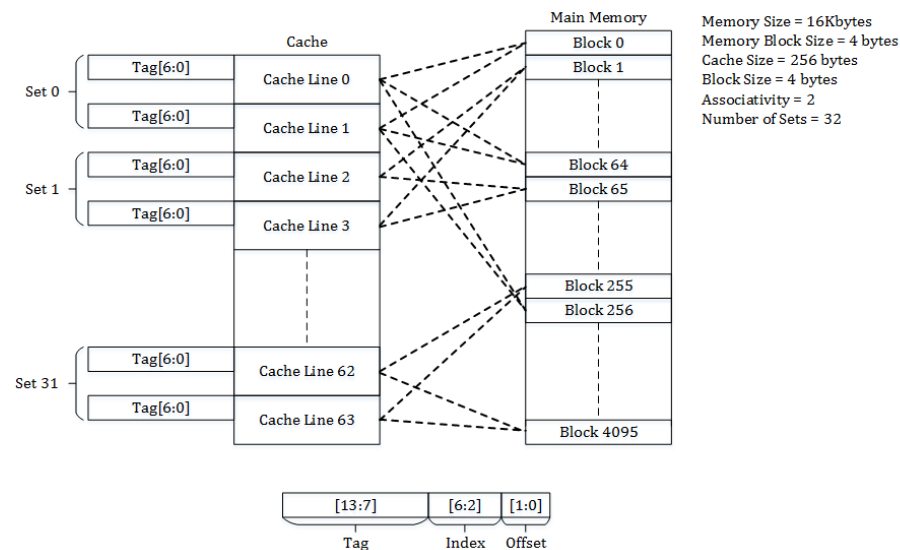 Main Memory
Cache
Memory Size = 16Kbytes
Memory Block Size = 4 bytes
Cache Size = 256 bytes
Block Size = 4 bytes
Associativity = 2
Number of Sets = 32
Set 0
Tag[6:0]
Cache Line 0
Tag[6:0]
Cache Line 1
Set 1
Tag[6:0]
Cache Line 2
Tag[6:0]
Cache Line 3
Set 31
Tag[6:0]
Cache Line 62
Tag[6:0]
Cache Line 63
Block 0
Block 1
Block 64
Block 65
Block 255
Block 256
Block 4095
[13:7] [6:2] [1:0]
Tag Index Offset